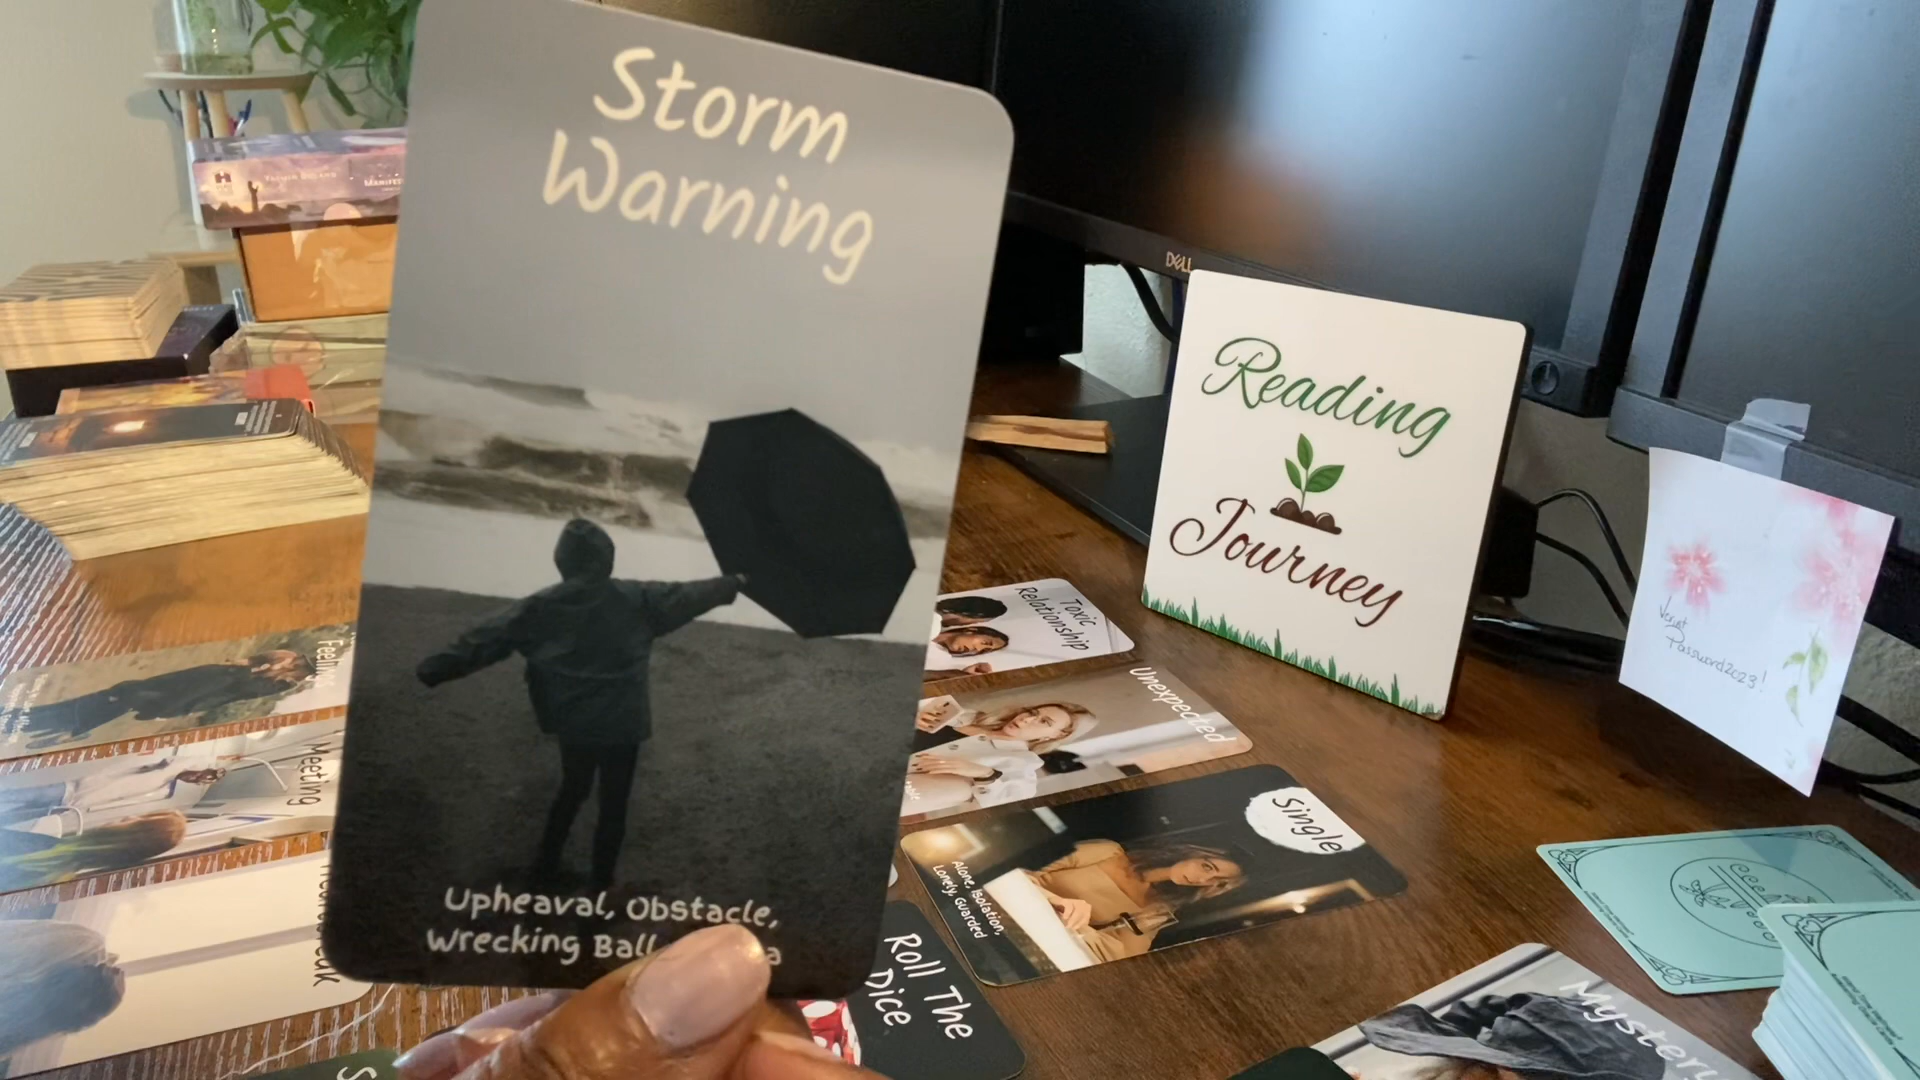 Storm
Warning
Upheaval, Obstacle,
Wrecking Ball
DELL
Reading
Journey
Password2023!
Toxic
Relationship
Unexpected
Single
Alone, Isolation,
Lonely, Guarded
Roll The
Dice
Mystery
Feelings
Meeting